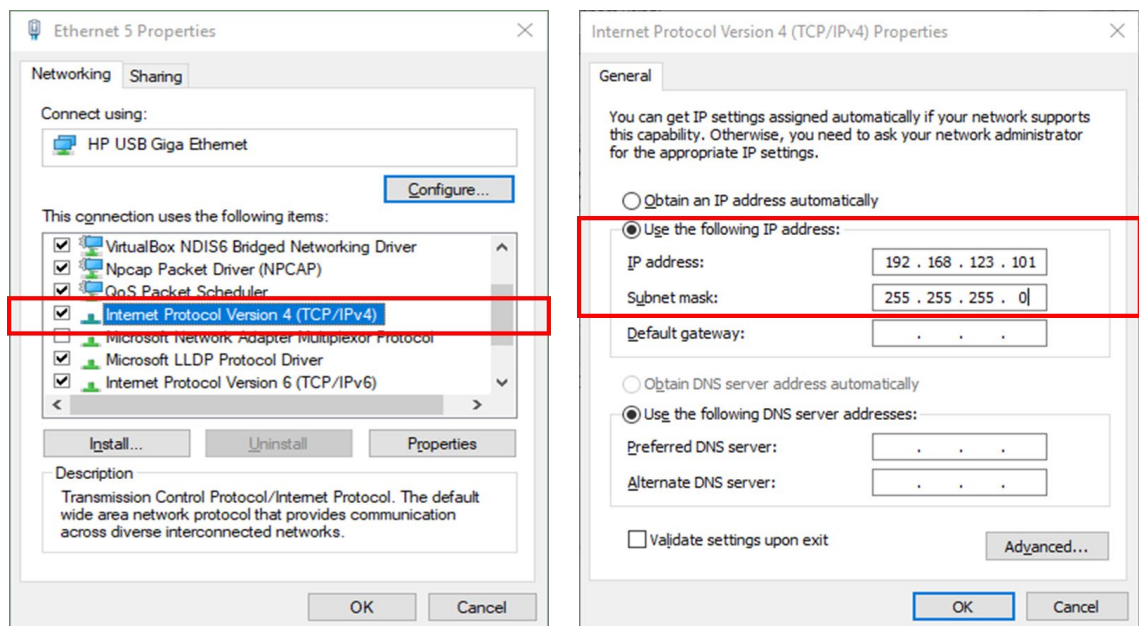 Ethernet 5 Properties
Networking
Sharing
Connect using:
HP USB Giga Ethernet
Configure...
This connection uses the following items:
VirtualBox NDIS6 Bridged Networking Driver
Npcap Packet Driver (NPCAP)
QoS Packet Scheduler
Internet Protocol Version 4 (TCP/IPv4)
Microsoft Network Adapter Multiplexor Protocol
Microsoft LLDP Protocol Driver
Internet Protocol Version 6 (TCP/IPv6)
Install...
Uninstall
Properties
Description
Transmission Control Protocol/Internet Protocol. The default
wide area network protocol that provides communication
across diverse interconnected networks.
OK
Cancel
Internet Protocol Version 4 (TCP/IPv4) Properties
General
You can get IP settings assigned automatically if your network supports
this capability. Otherwise, you need to ask your network administrator
for the appropriate IP settings.
Obtain an IP address automatically
Use the following IP address:
IP address:
192 . 168 . 123 . 101
Subnet mask:
255 . 255 . 255 . 0
Default gateway:
. . .
Obtain DNS server address automatically
Use the following DNS server addresses:
Preferred DNS server:
. . .
Alternate DNS server:
. . .
Validate settings upon exit
Advanced...
OK
Cancel